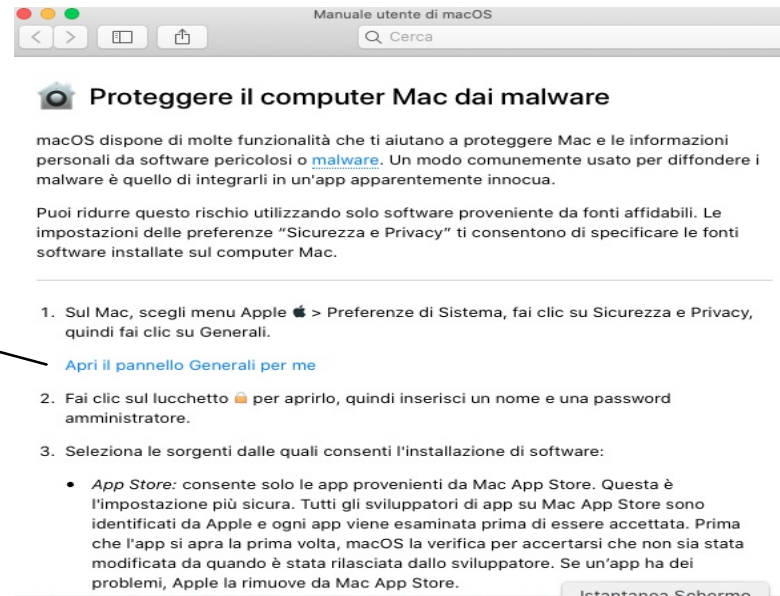 Manuale utente di macOS
Cerca
Proteggere il computer Mac dai malware
macOS dispone di molte funzionalità che ti aiutano a proteggere Mac e le informazioni
personali da software pericolosi o malware. Un modo comunemente usato per diffondere i
malware è quello di integrarli in un'app apparentemente innocua.
Puoi ridurre questo rischio utilizzando solo software proveniente da fonti affidabili. Le
impostazioni delle preferenze “Sicurezza e Privacy” ti consentono di specificare le fonti
software installate sul computer Mac.
1. Sul Mac, scegli menu Apple > Preferenze di Sistema, fai clic su Sicurezza e Privacy,
quindi fai clic su Generali.
Apri il pannello Generali per me
2. Fai clic sul lucchetto per aprirlo, quindi inserisci un nome e una password
amministratore.
3. Seleziona le sorgenti dalle quali consenti l'installazione di software:
• App Store: consente solo le app provenienti da Mac App Store. Questa è
l'impostazione più sicura. Tutti gli sviluppatori di app su Mac App Store sono
identificati da Apple e ogni app viene esaminata prima di essere accettata. Prima
che l'app si apra la prima volta, macOS la verifica per accertarsi che non sia stata
modificata da quando è stata rilasciata dallo sviluppatore. Se un'app ha dei
problemi, Apple la rimuove da Mac App Store.
Istantanea Schermo